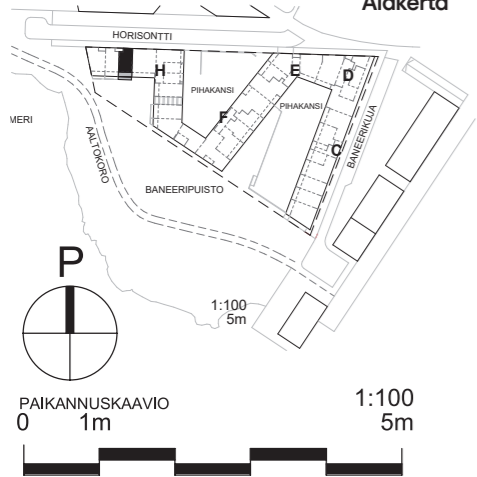 Alakerta
HORISONTTI
H
E
D
PIHAKANSI
PIHAKANSI
F
MERI
AALTOKORO
C
BANEERIKUJA
BANEERIPUISTO
P
1:100
5m
PAIKANNUSKAAVIO
1:100
0 1m 5m